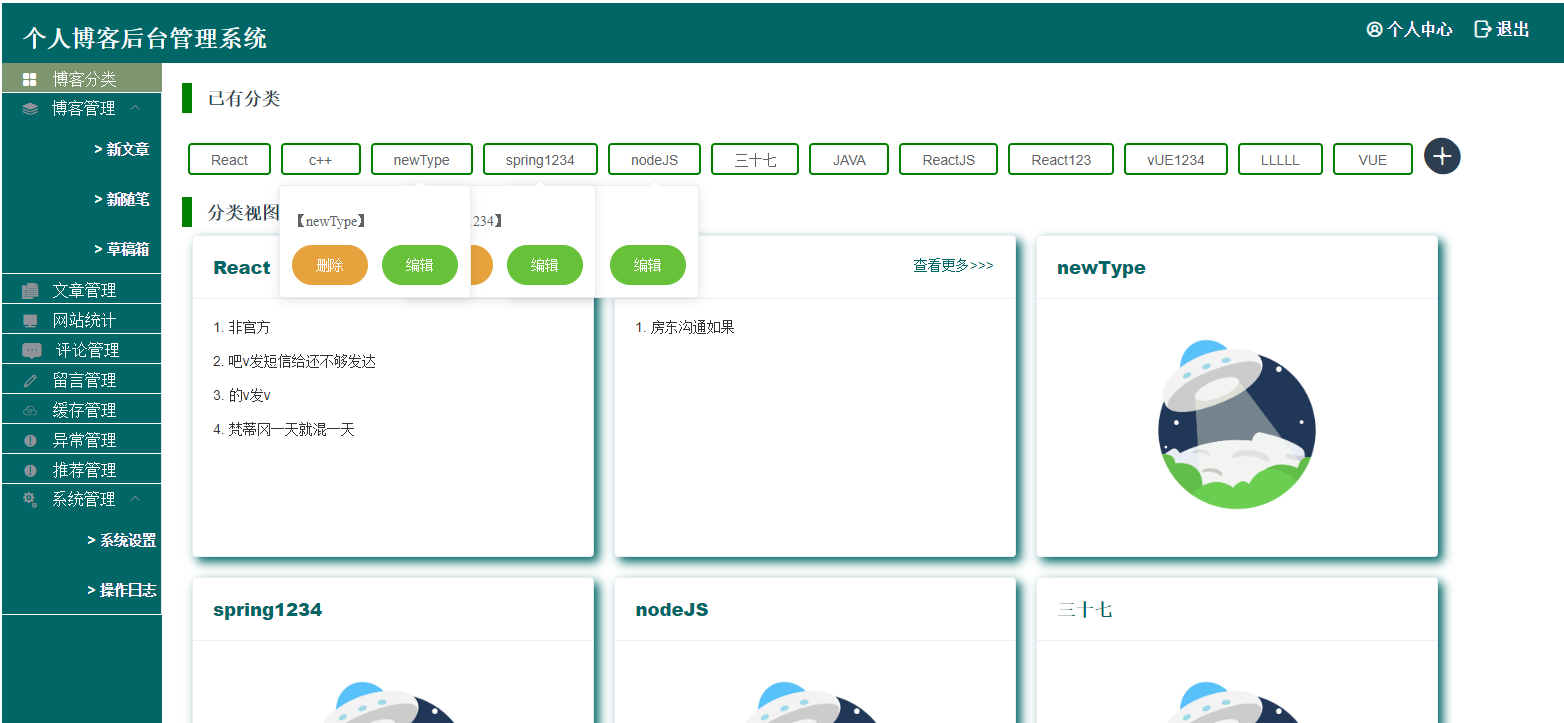 个人博客后台管理系统
个人中心
退出
博客分类
博客管理
> 新文章
> 新随笔
> 草稿箱
文章管理
网站统计
评论管理
留言管理
缓存管理
异常管理
推荐管理
系统管理
> 系统设置
> 操作日志
已有分类
React
c++
newType
spring1234
nodeJS
三十七
JAVA
ReactJS
React123
vUE1234
LLLLL
VUE
分类视图
【newType】
234】
删除
编辑
编辑
编辑
React
1. 非官方
2. 吧v发短信给还不够发达
3. 的v发v
4. 梵蒂冈一天就混一天
查看更多>>>
1. 房东沟通如果
newType
spring1234
nodeJS
三十七